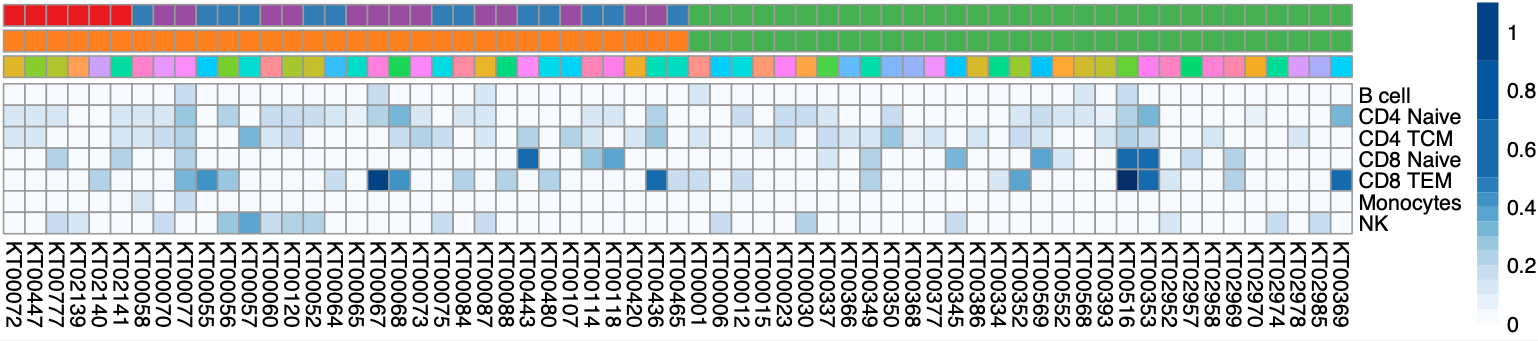 B cell
CD4 Naive
CD4 TCM
CD8 Naive
CD8 TEM
Monocytes
NK
KT00072
KT00447
KT00777
KT02139
KT02140
KT02141
KT00058
KT00070
KT00077
KT00055
KT00056
KT00057
KT00060
KT00120
KT00052
KT00064
KT00065
KT00067
KT00068
KT00073
KT00075
KT00084
KT00087
KT00088
KT00443
KT00480
KT00107
KT00114
KT00118
KT00420
KT00436
KT00465
KT00001
KT00002
KT00012
KT00015
KT00023
KT00030
KT00337
KT00366
KT00349
KT00350
KT00368
KT00377
KT00345
KT00386
KT00334
KT00352
KT00569
KT00552
KT00568
KT00393
KT00516
KT00353
KT02952
KT02957
KT02958
KT02969
KT02970
KT02974
KT02978
KT02985
KT00369
1
0.8
0.6
0.4
0.2
0